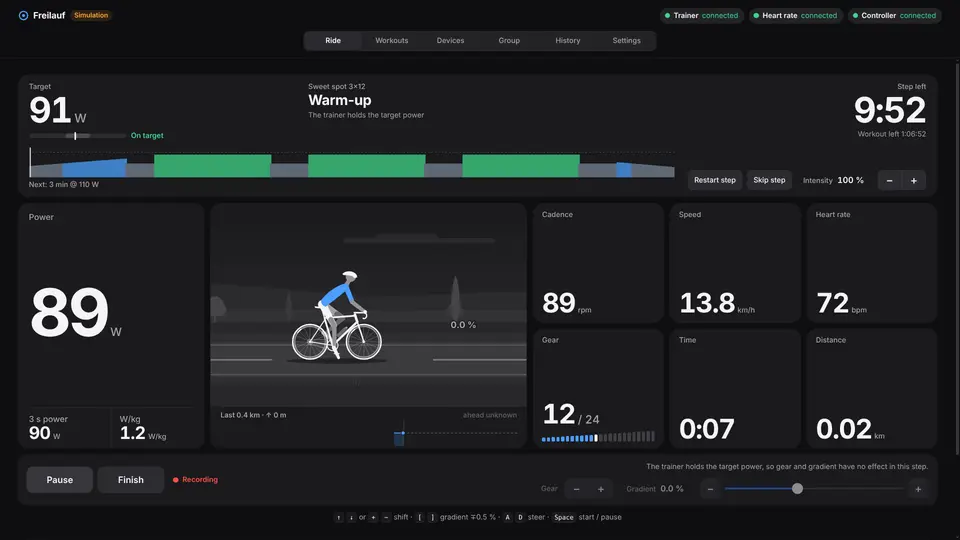 Freilauf Simulation
Trainer connected
Heart rate connected
Controller connected
Ride
Workouts
Devices
Group
History
Settings
Target
91 W
On target
Sweet spot 3×12
Warm-up
The trainer holds the target power
Step left
9:52
Workout left 1:06:52
Next: 3 min @ 110 W
Restart step
Skip step
Intensity 100 %
− +
Power
89 W
3 s power
90 W
W/kg
1.2 W/kg
0.0 %
Last 0.4 km · ↑ 0 m
ahead unknown
Cadence
89 rpm
Speed
13.8 km/h
Heart rate
72 bpm
Gear
12 / 24
Time
0:07
Distance
0.02 km
Pause
Finish
Recording
The trainer holds the target power, so gear and gradient have no effect in this step.
Gear − +
Gradient 0.0 % − +
↑ ↓ or + − shift · [ ] gradient ∓0.5 % · A D steer · Space start / pause